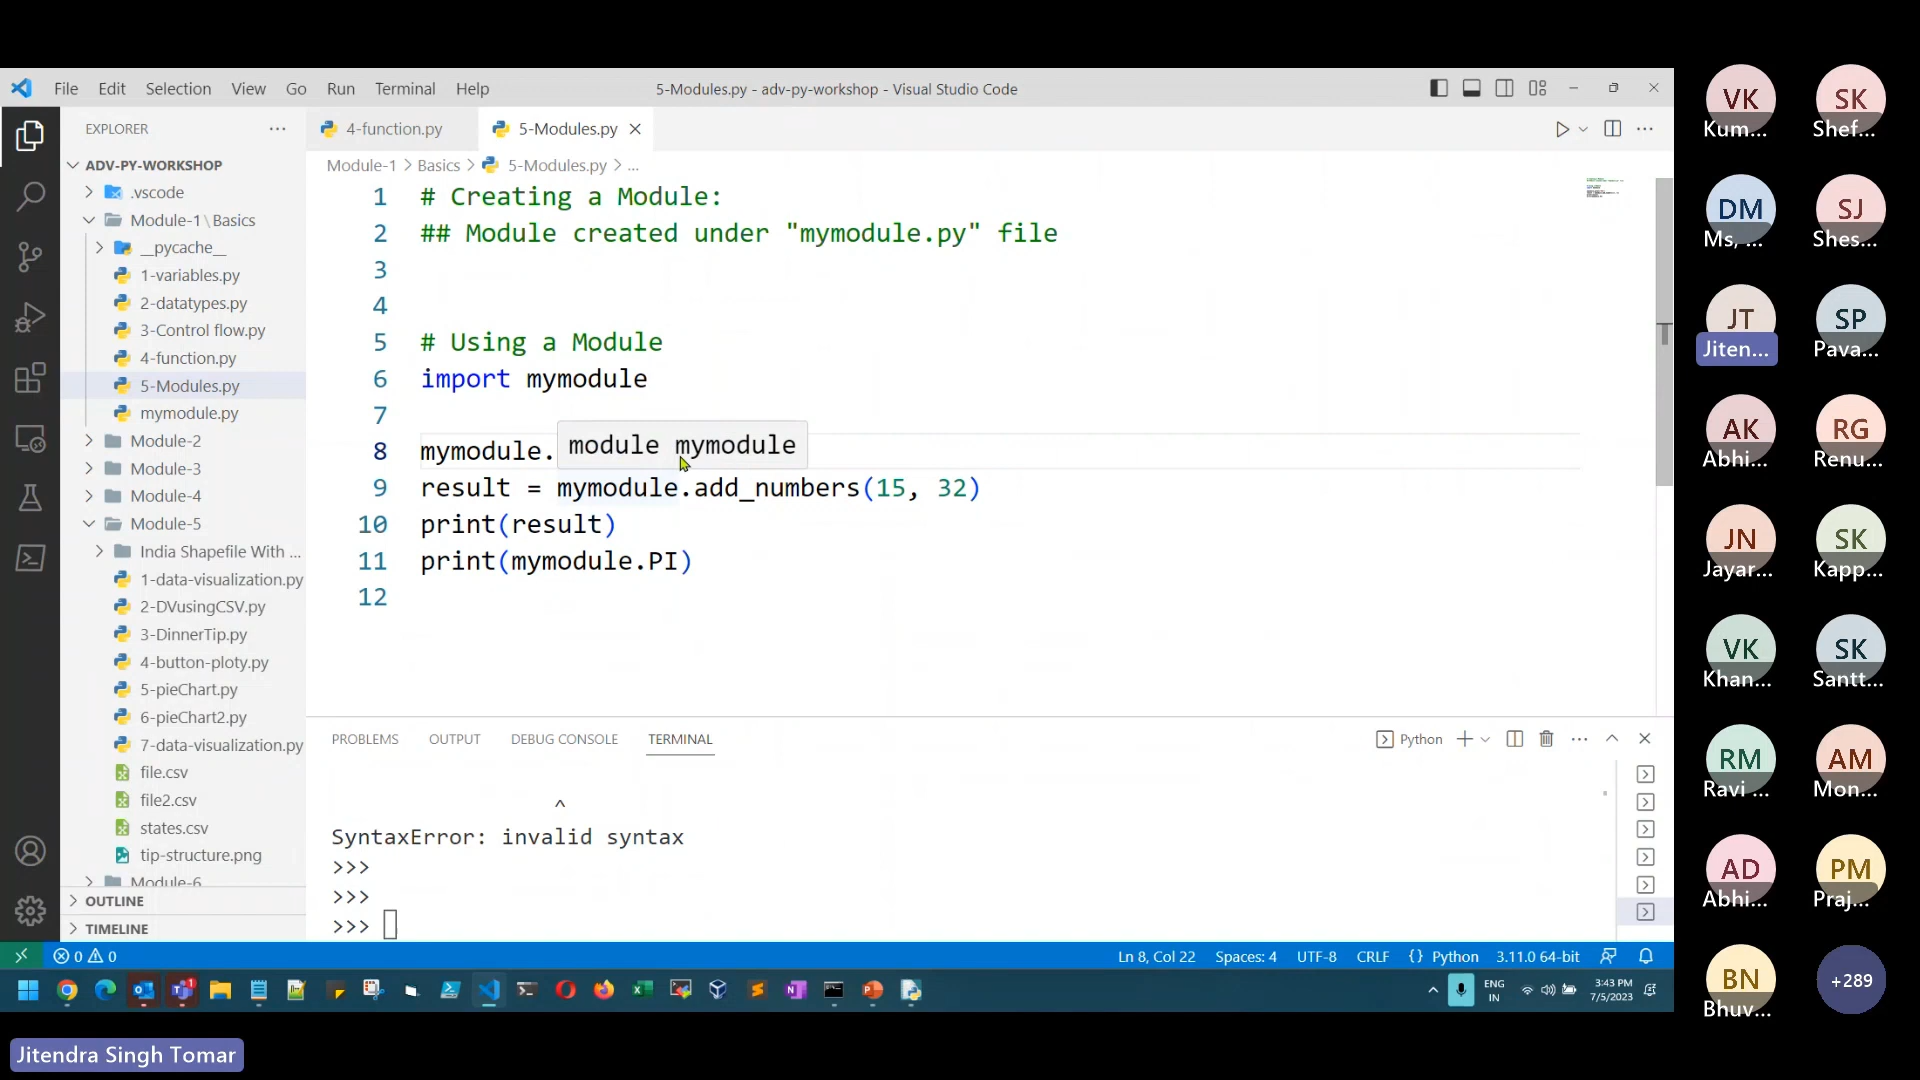 File Edit Selection View Go Run Terminal Help
5-Modules.py - adv-py-workshop - Visual Studio Code
EXPLORER
ADV-PY-WORKSHOP
.vscode
Module-1\Basics
__pycache__
1-variables.py
2-datatypes.py
3-Control flow.py
4-function.py
5-Modules.py
mymodule.py
Module-2
Module-3
Module-4
Module-5
India Shapefile With ...
1-data-visualization.py
2-DVusingCSV.py
3-DinnerTip.py
4-button-ploty.py
5-pieChart.py
6-pieChart2.py
7-data-visualization.py
file.csv
file2.csv
states.csv
tip-structure.png
Module-6
OUTLINE
TIMELINE
4-function.py
5-Modules.py
Module-1 > Basics > 5-Modules.py > ...
1 # Creating a Module:
2 ## Module created under "mymodule.py" file
3
4
5 # Using a Module
6 import mymodule
7
module mymodule
8 mymodule.
9 result = mymodule.add_numbers(15, 32)
10 print(result)
11 print(mymodule.PI)
12
PROBLEMS OUTPUT DEBUG CONSOLE TERMINAL
Python
^
SyntaxError: invalid syntax
>>>
>>>
>>>
0 0
Ln 8, Col 22 Spaces: 4 UTF-8 CRLF {} Python 3.11.0 64-bit
ENG
IN
3:43 PM
7/5/2023
Jitendra Singh Tomar
VK
Kum...
SK
Shef...
DM
Ms, ...
SJ
Shes...
JT
Jiten...
SP
Pava...
AK
Abhi...
RG
Renu...
JN
Jayar...
SK
Kapp...
VK
Khan...
SK
Santt...
RM
Ravi ...
AM
Mon...
AD
Abhi...
PM
Praj...
BN
Bhuv...
+289